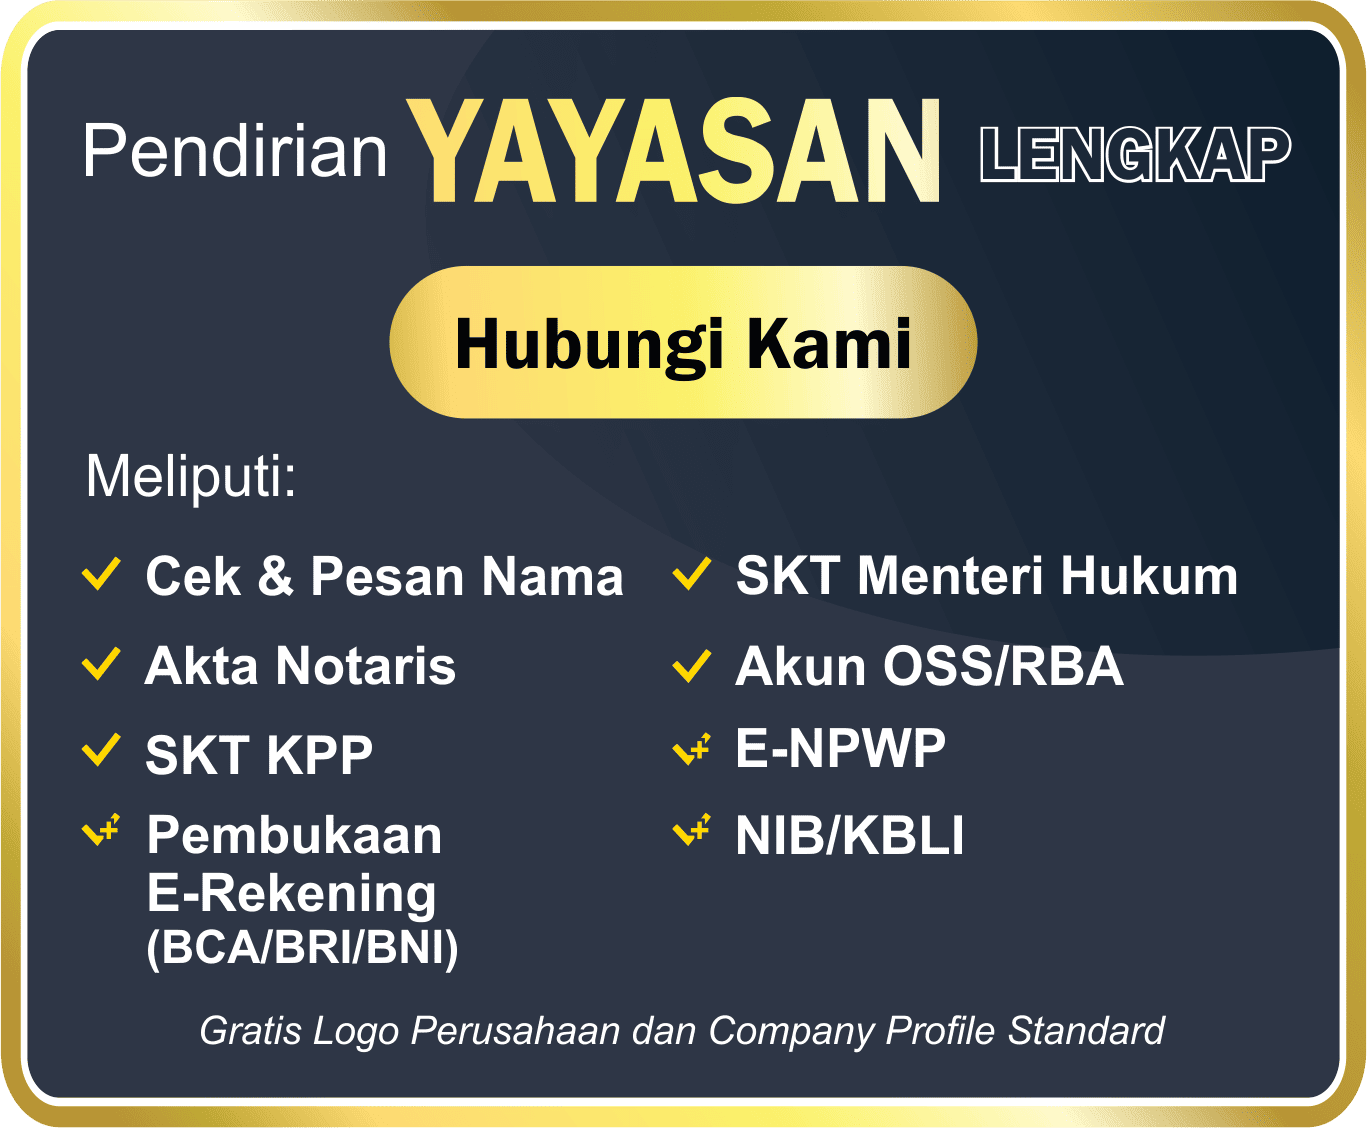 Pendirian YAYASAN LENGKAP
Hubungi Kami
Meliputi:
Cek & Pesan Nama
Akta Notaris
SKT KPP
Pembukaan
E-Rekening
(BCA/BRI/BNI)
SKT Menteri Hukum
Akun OSS/RBA
E-NPWP
NIB/KBLI
Gratis Logo Perusahaan dan Company Profile Standard